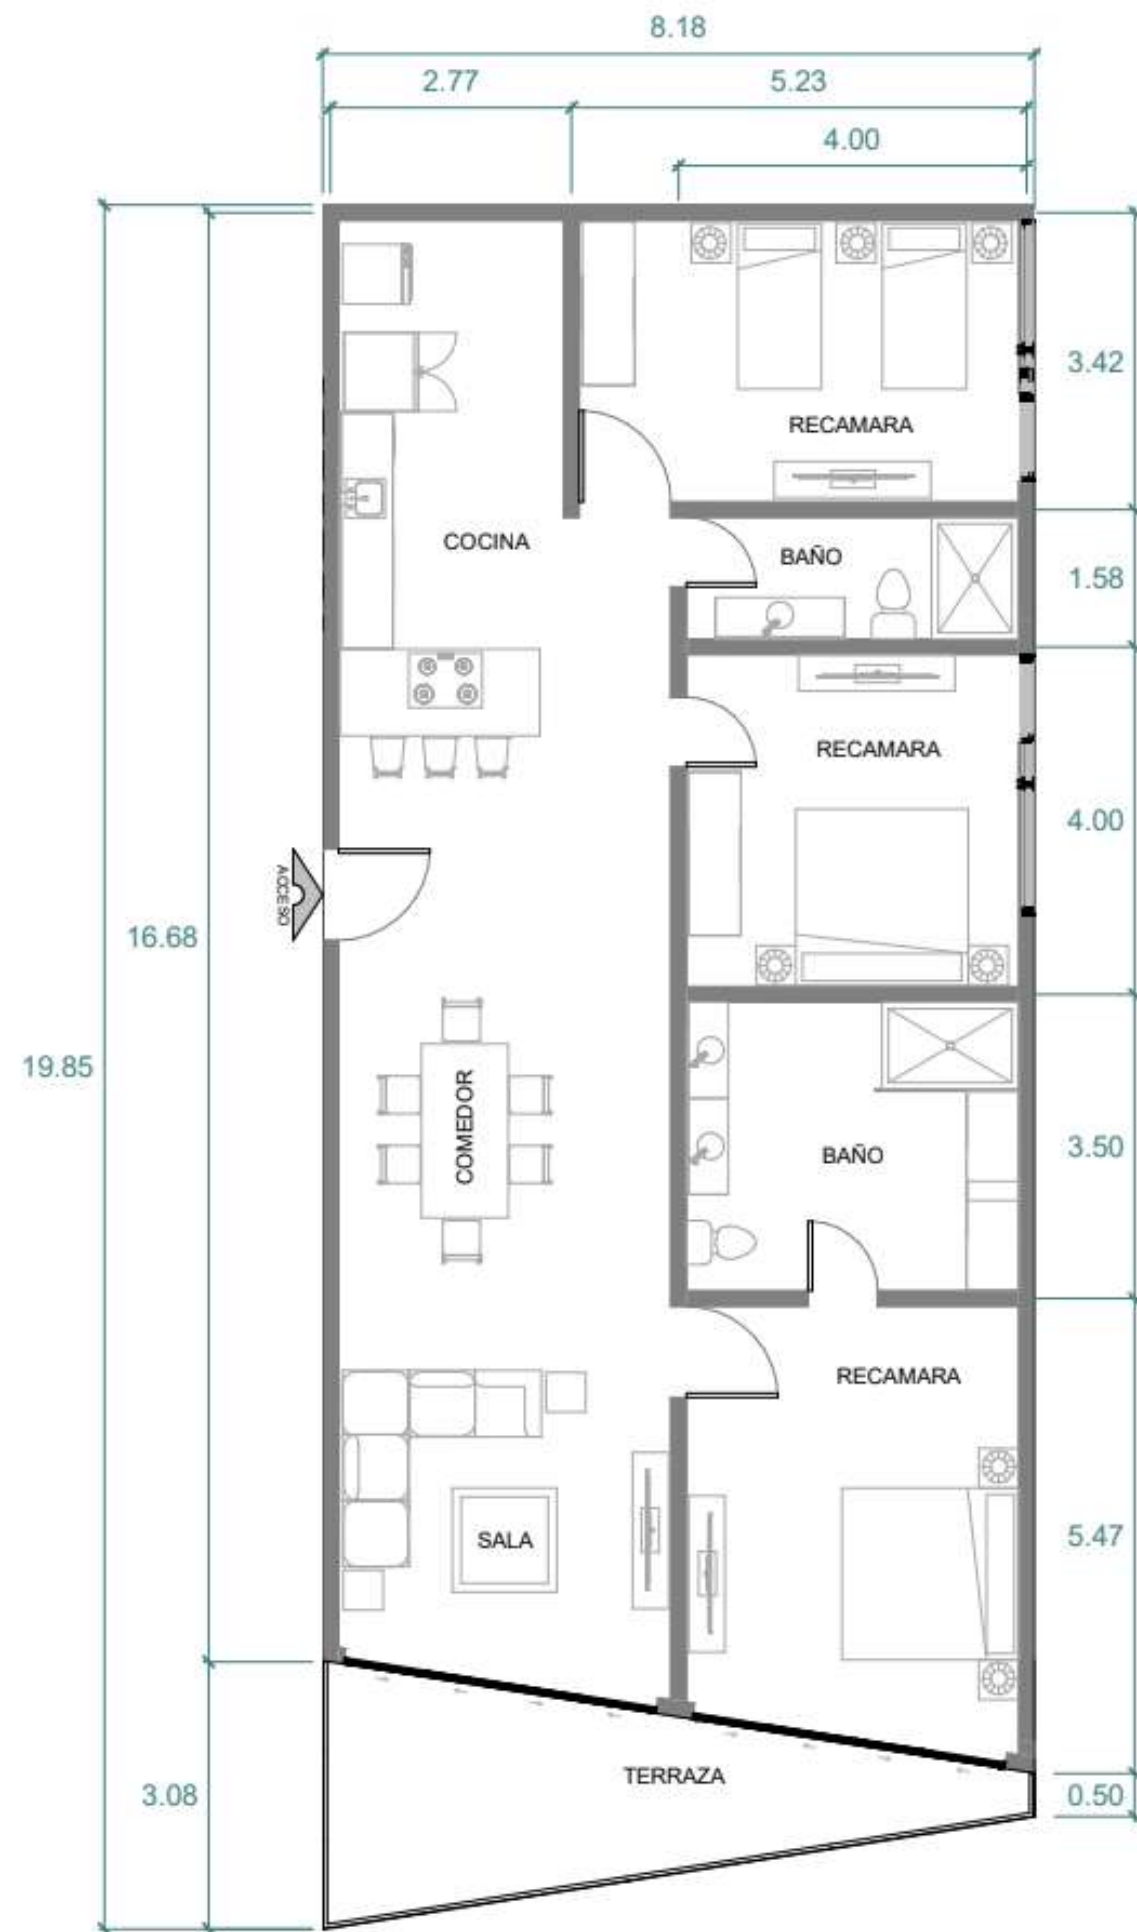 8.18
2.77
5.23
4.00
3.42
RECAMARA
COCINA
BAÑO
1.58
RECAMARA
4.00
ACCESO
16.68
19.85
COMEDOR
BAÑO
3.50
RECAMARA
SALA
5.47
TERRAZA
3.08
0.50